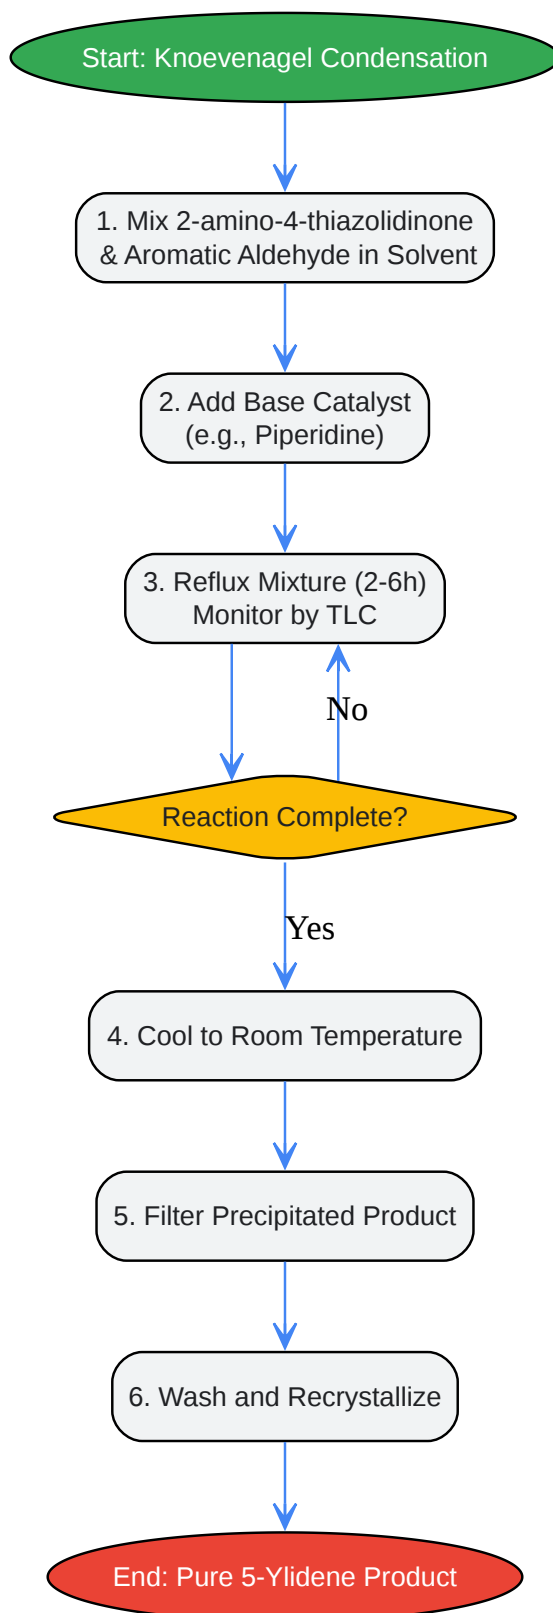 Start: Knoevenagel Condensation
1. Mix 2-amino-4-thiazolidinone
& Aromatic Aldehyde in Solvent
2. Add Base Catalyst
(e.g., Piperidine)
3. Reflux Mixture (2-6h)
Monitor by TLC
No
Reaction Complete?
Yes
4. Cool to Room Temperature
5. Filter Precipitated Product
6. Wash and Recrystallize
End: Pure 5-Ylidene Product